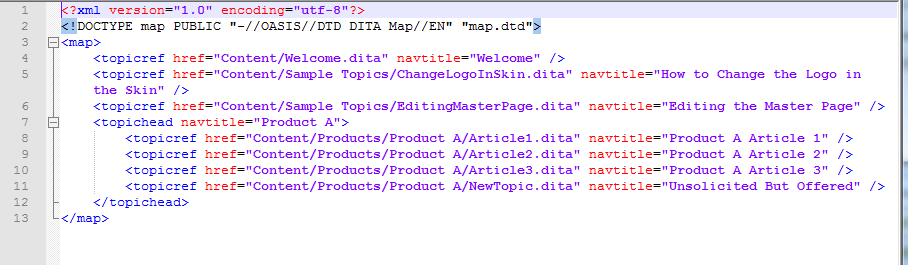 1 <?xml version="1.0" encoding="utf-8"?>
2 <!DOCTYPE map PUBLIC "-//OASIS//DTD DITA Map//EN" "map.dtd">
3 <map>
4 <topicref href="Content/Welcome.dita" navtitle="Welcome" />
5 <topicref href="Content/Sample Topics/ChangeLogoInSkin.dita" navtitle="How to Change the Logo in
the Skin" />
6 <topicref href="Content/Sample Topics/EditingMasterPage.dita" navtitle="Editing the Master Page" />
7 <topichead navtitle="Product A">
8 <topicref href="Content/Products/Product A/Article1.dita" navtitle="Product A Article 1" />
9 <topicref href="Content/Products/Product A/Article2.dita" navtitle="Product A Article 2" />
10 <topicref href="Content/Products/Product A/Article3.dita" navtitle="Product A Article 3" />
11 <topicref href="Content/Products/Product A/NewTopic.dita" navtitle="Unsolicited But Offered" />
12 </topichead>
13 </map>